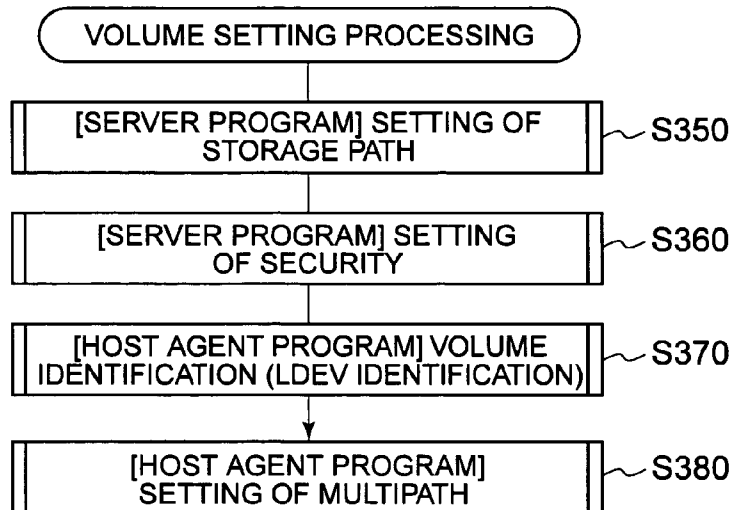 VOLUME SETTING PROCESSING
[SERVER PROGRAM] SETTING OF
STORAGE PATH
S350
[SERVER PROGRAM] SETTING
OF SECURITY
S360
[HOST AGENT PROGRAM] VOLUME
IDENTIFICATION (LDEV IDENTIFICATION)
S370
[HOST AGENT PROGRAM]
SETTING OF MULTIPATH
S380